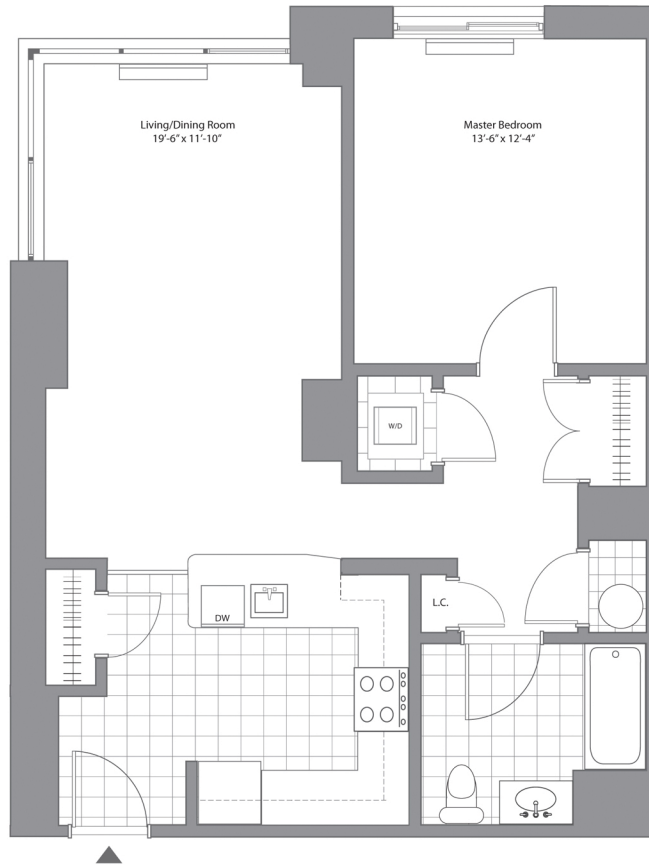 Living/Dining Room
19'-6" x 11'-10"
Master Bedroom
13'-6" x 12'-4"
W/D
L.C.
DW